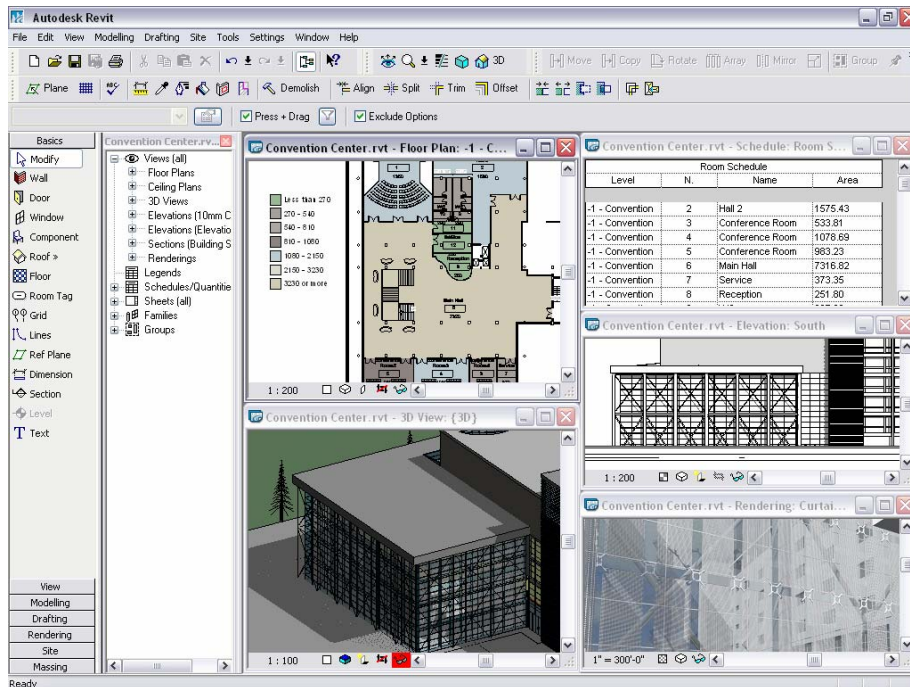 Autodesk Revit
File Edit View Modelling Drafting Site Tools Settings Window Help
3D Move Copy Rotate Array Mirror Group
Plane Demolish Align Split Trim Offset
Press + Drag Exclude Options
Basics
Modify
Wall
Door
Window
Component
Roof »
Floor
Room Tag
Grid
Lines
Ref Plane
Dimension
Section
Level
Text
View
Modelling
Drafting
Rendering
Site
Massing
Convention Center.rv...
Views (all)
Floor Plans
Ceiling Plans
3D Views
Elevations (10mm C
Elevations (Elevatio
Sections (Building S
Renderings
Legends
Schedules/Quantitie
Sheets (all)
Families
Groups
Convention Center.rvt - Floor Plan: -1 - C...
Less than 270
270 - 540
540 - 810
810 - 1080
1080 - 2150
2150 - 3230
3230 or more
Reception
Main Hall
1 : 200
Convention Center.rvt - 3D View: {3D}
1 : 100
Convention Center.rvt - Schedule: Room S...
Room Schedule
Level N. Name Area
-1 - Convention 2 Hall 2 1575.43
-1 - Convention 3 Conference Room 533.81
-1 - Convention 4 Conference Room 1078.69
-1 - Convention 5 Conference Room 983.23
-1 - Convention 6 Main Hall 7316.82
-1 - Convention 7 Service 373.35
-1 - Convention 8 Reception 251.80
Convention Center.rvt - Elevation: South
1 : 200
Convention Center.rvt - Rendering: Curtai...
1" = 300'-0"
Ready